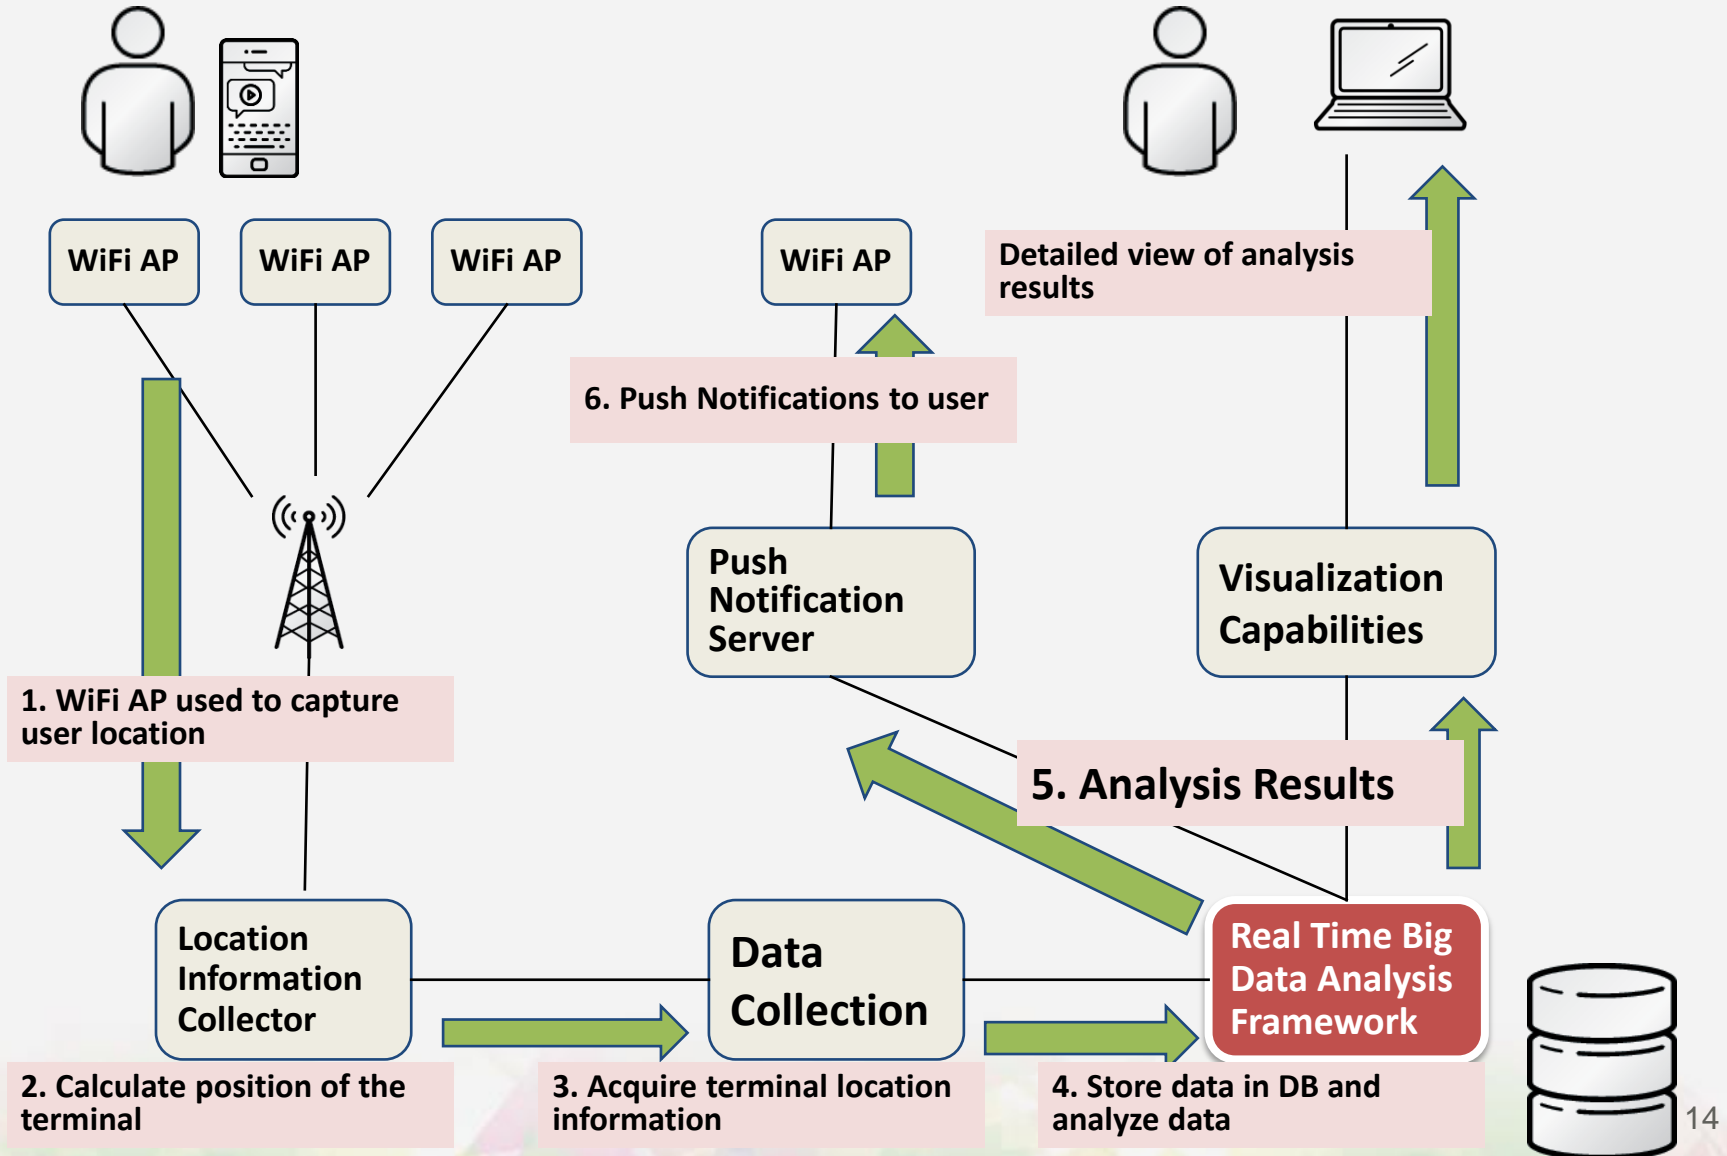 WiFi AP
WiFi AP
WiFi AP
WiFi AP
Detailed view of analysis
results
6. Push Notifications to user
Push
Notification
Server
Visualization
Capabilities
1. WiFi AP used to capture
user location
5. Analysis Results
Location
Information
Collector
Data
Collection
Real Time Big
Data Analysis
Framework
2. Calculate position of the
terminal
3. Acquire terminal location
information
4. Store data in DB and
analyze data
14